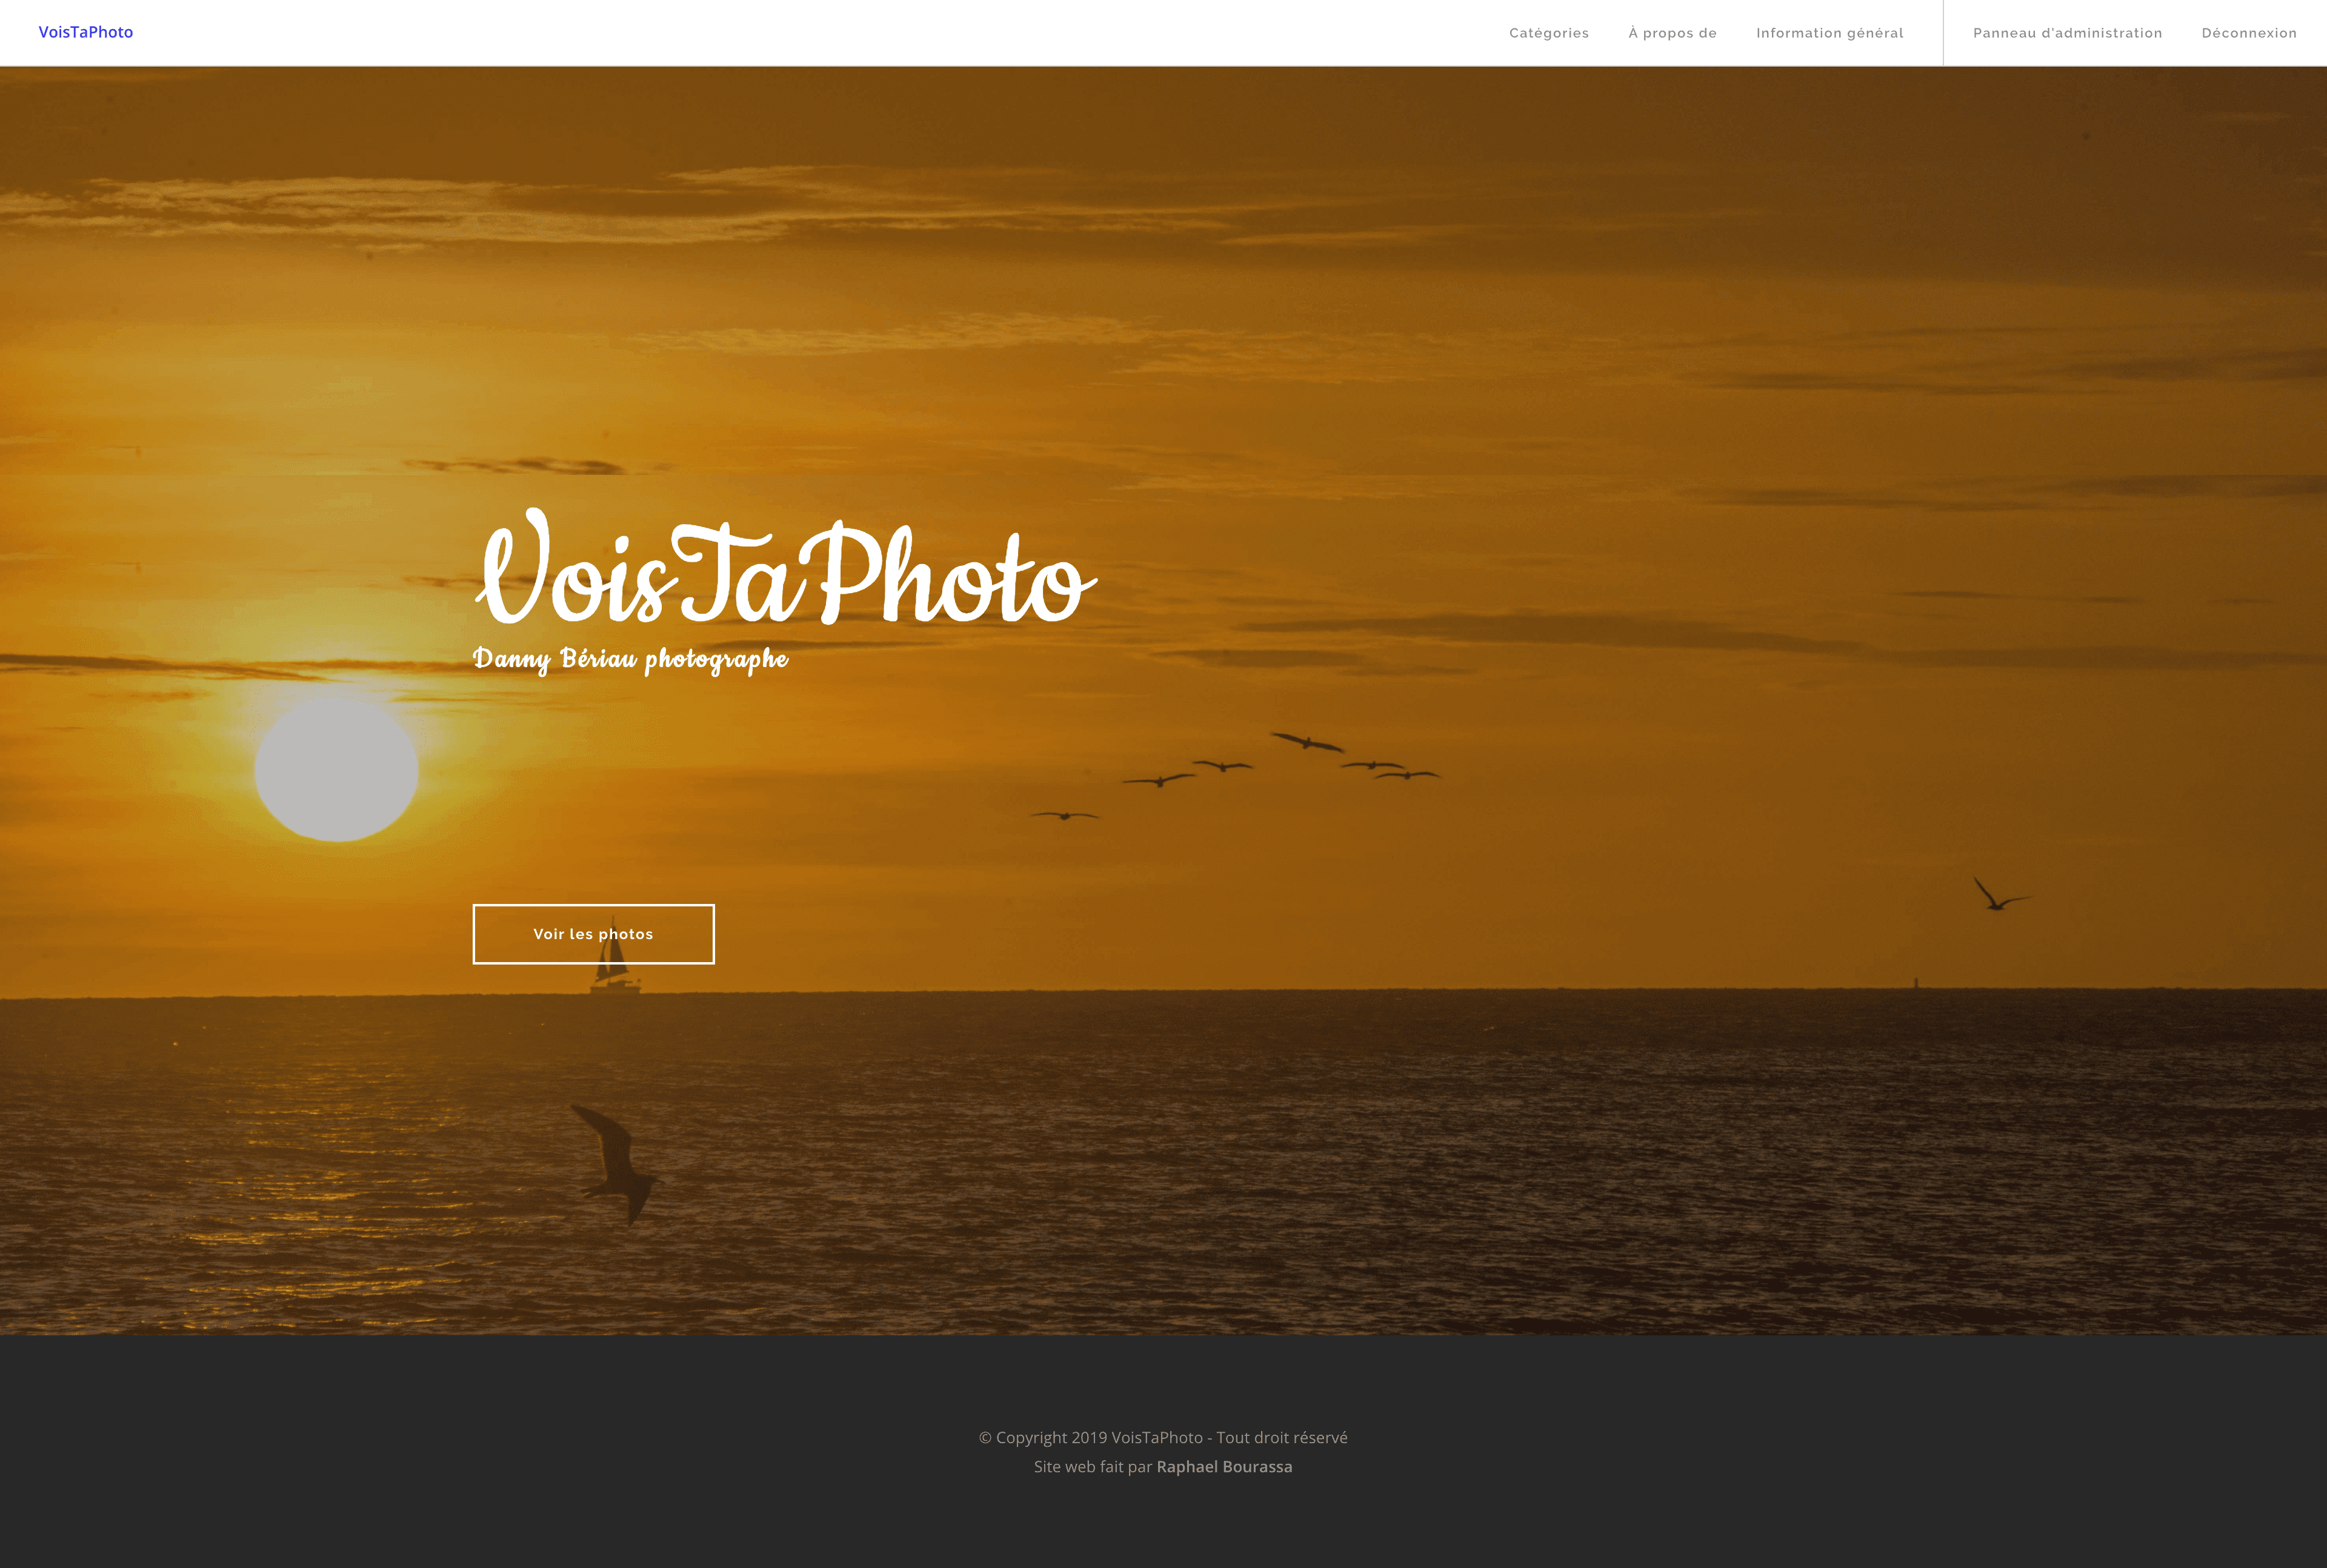 VoisTaPhoto
Catégories
À propos de
Information général
Panneau d'administration
Déconnexion
VoisTaPhoto
Danny Bériau photographe
Voir les photos
© Copyright 2019 VoisTaPhoto - Tout droit réservé
Site web fait par Raphael Bourassa